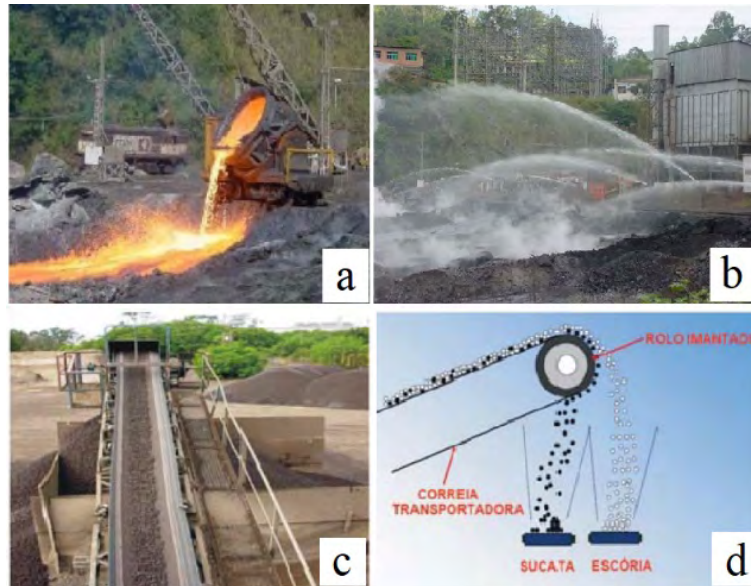 a
b
c
ROLO IMANTADO
CORREIA
TRANSPORTADORA
SUCATA
ESCÓRIA
d